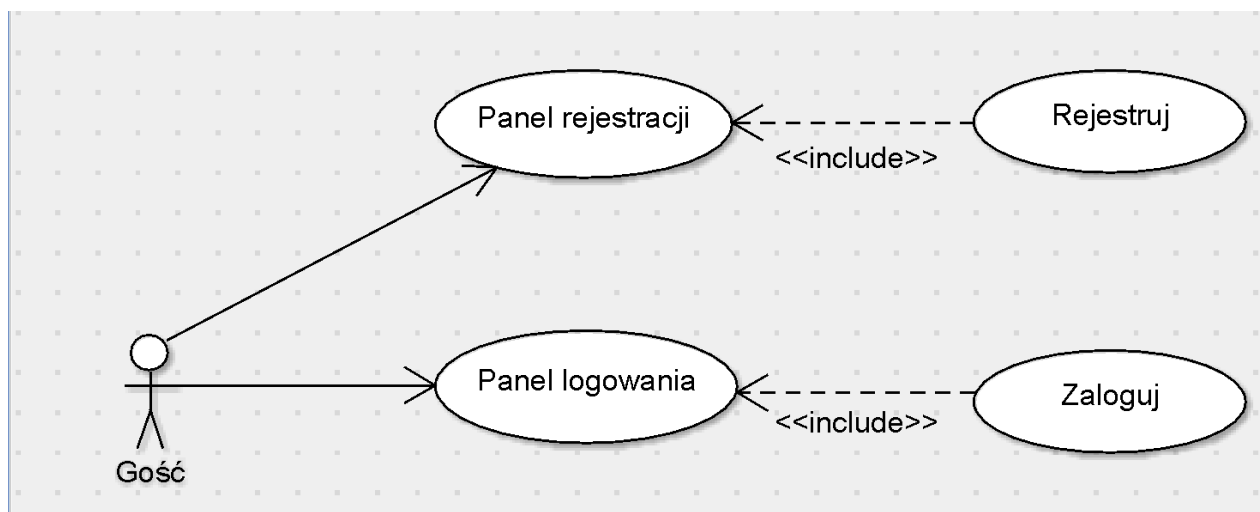 Panel rejestracji
Rejestruj
<<include>>
Panel logowania
Zaloguj
<<include>>
Gość